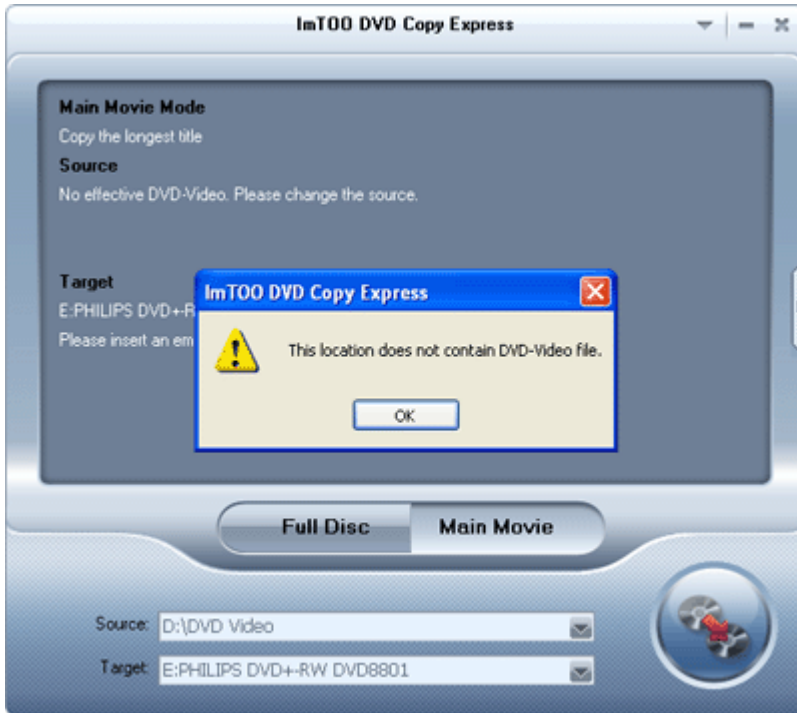 ImTOO DVD Copy Express
Main Movie Mode
Copy the longest title
Source
No effective DVD-Video. Please change the source.
Target
E:PHILIPS DVD+-R
Please insert an em
ImTOO DVD Copy Express
This location does not contain DVD-Video file.
OK
Full Disc
Main Movie
Source: D:\DVD Video
Target: E:PHILIPS DVD+-RW DVD8801